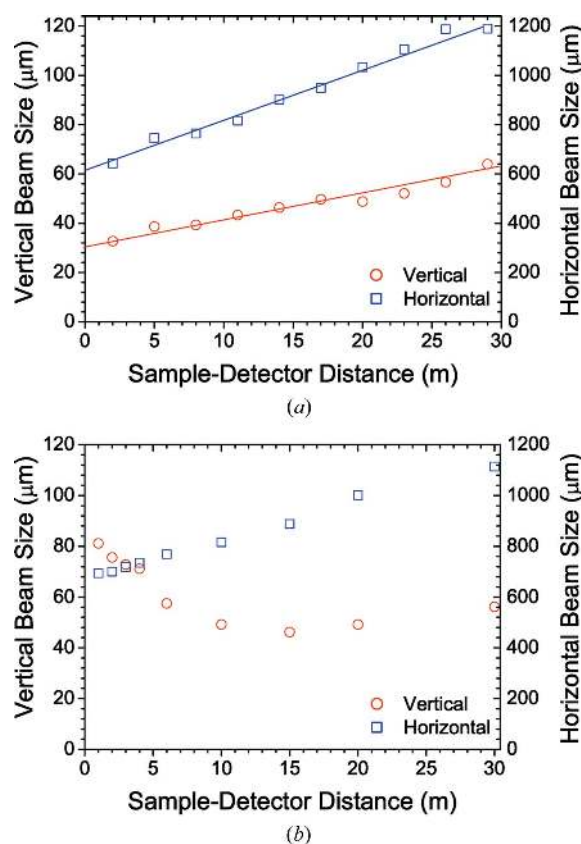 120
100
80
60
40
20
0
Vertical Beam Size (μm)
1200
1000
800
600
400
200
0
Horizontal Beam Size (μm)
Vertical
Horizontal
0 5 10 15 20 25 30
Sample-Detector Distance (m)
(a)
120
100
80
60
40
20
0
Vertical Beam Size (μm)
1200
1000
800
600
400
200
0
Horizontal Beam Size (μm)
Vertical
Horizontal
0 5 10 15 20 25 30
Sample-Detector Distance (m)
(b)